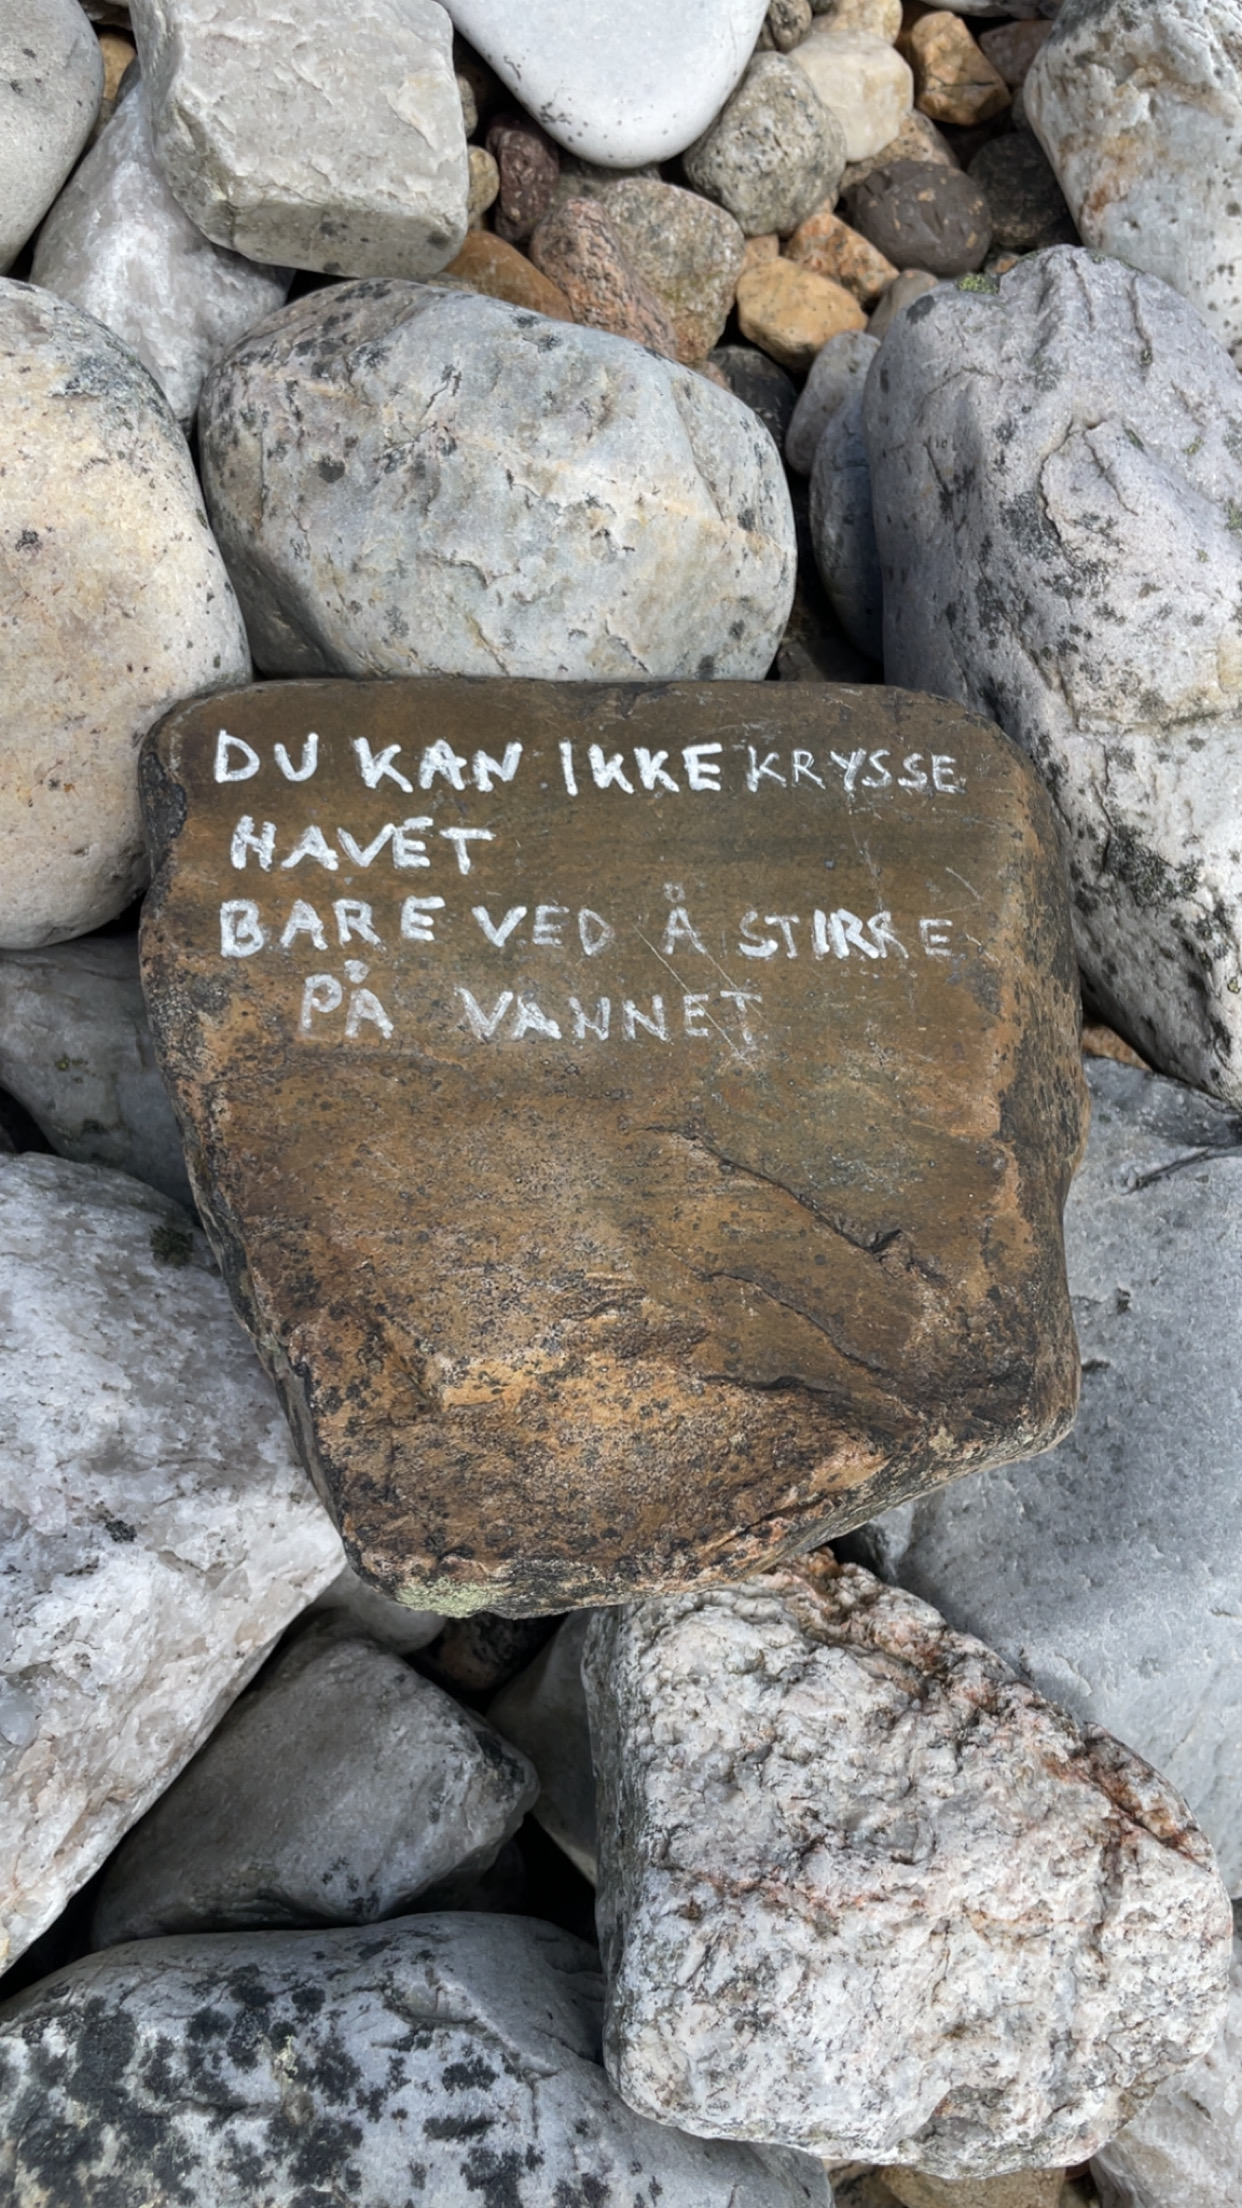 DU KAN IKKE KRYSSE
HAVET
BARE VED Å STIRRE
PÅ VANNET